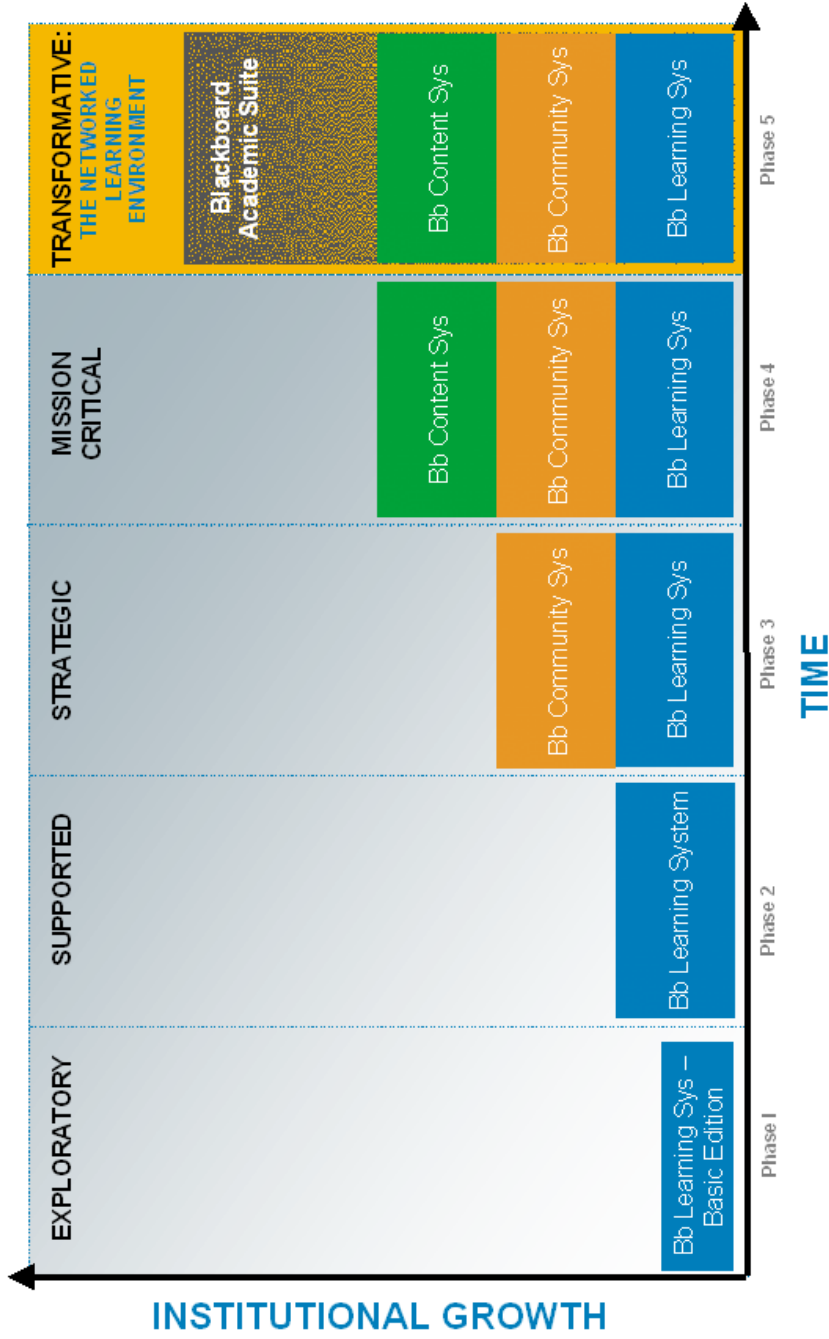 EXPLORATORY
SUPPORTED
STRATEGIC
MISSION
CRITICAL
TRANSFORMATIVE:
THE NETWORKED
LEARNING
ENVIRONMENT
Blackboard
Academic Suite
Bb Content Sys
Bb Content Sys
Bb Community Sys
Bb Community Sys
Bb Community Sys
Bb Learning Sys –
Basic Edition
Bb Learning System
Bb Learning Sys
Bb Learning Sys
Bb Learning Sys
Phase I
Phase 2
Phase 3
Phase 4
Phase 5
TIME
INSTITUTIONAL GROWTH